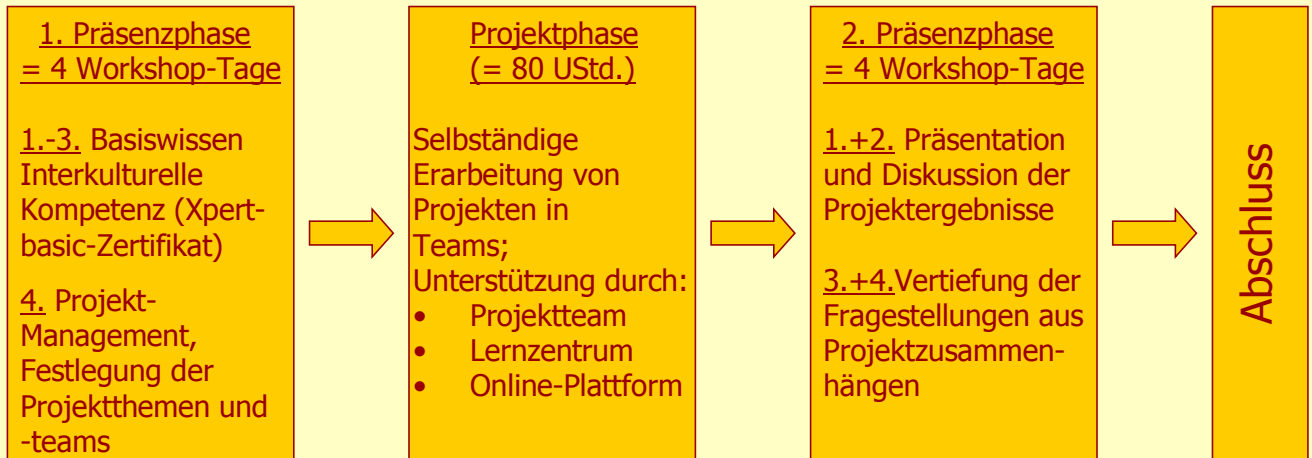 1. Präsenzphase
= 4 Workshop-Tage
1.-3. Basiswissen
Interkulturelle
Kompetenz (Xpert-
basic-Zertifikat)
4. Projekt-
Management,
Festlegung der
Projektthemen und
-teams
Projektphase
(= 80 UStd.)
Selbständige
Erarbeitung von
Projekten in
Teams;
Unterstützung durch:
• Projektteam
• Lernzentrum
• Online-Plattform
2. Präsenzphase
= 4 Workshop-Tage
1.+2. Präsentation
und Diskussion der
Projektergebnisse
3.+4.Vertiefung der
Fragestellungen aus
Projektzusammen-
hängen
Abschluss